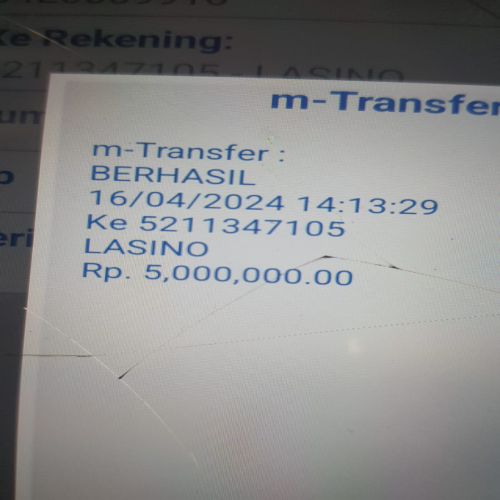 Ke Rekening:
m-Transfer
m-Transfer :
BERHASIL
16/04/2024 14:13:29
Ke 5211347105
LASINO
Rp. 5,000,000.00